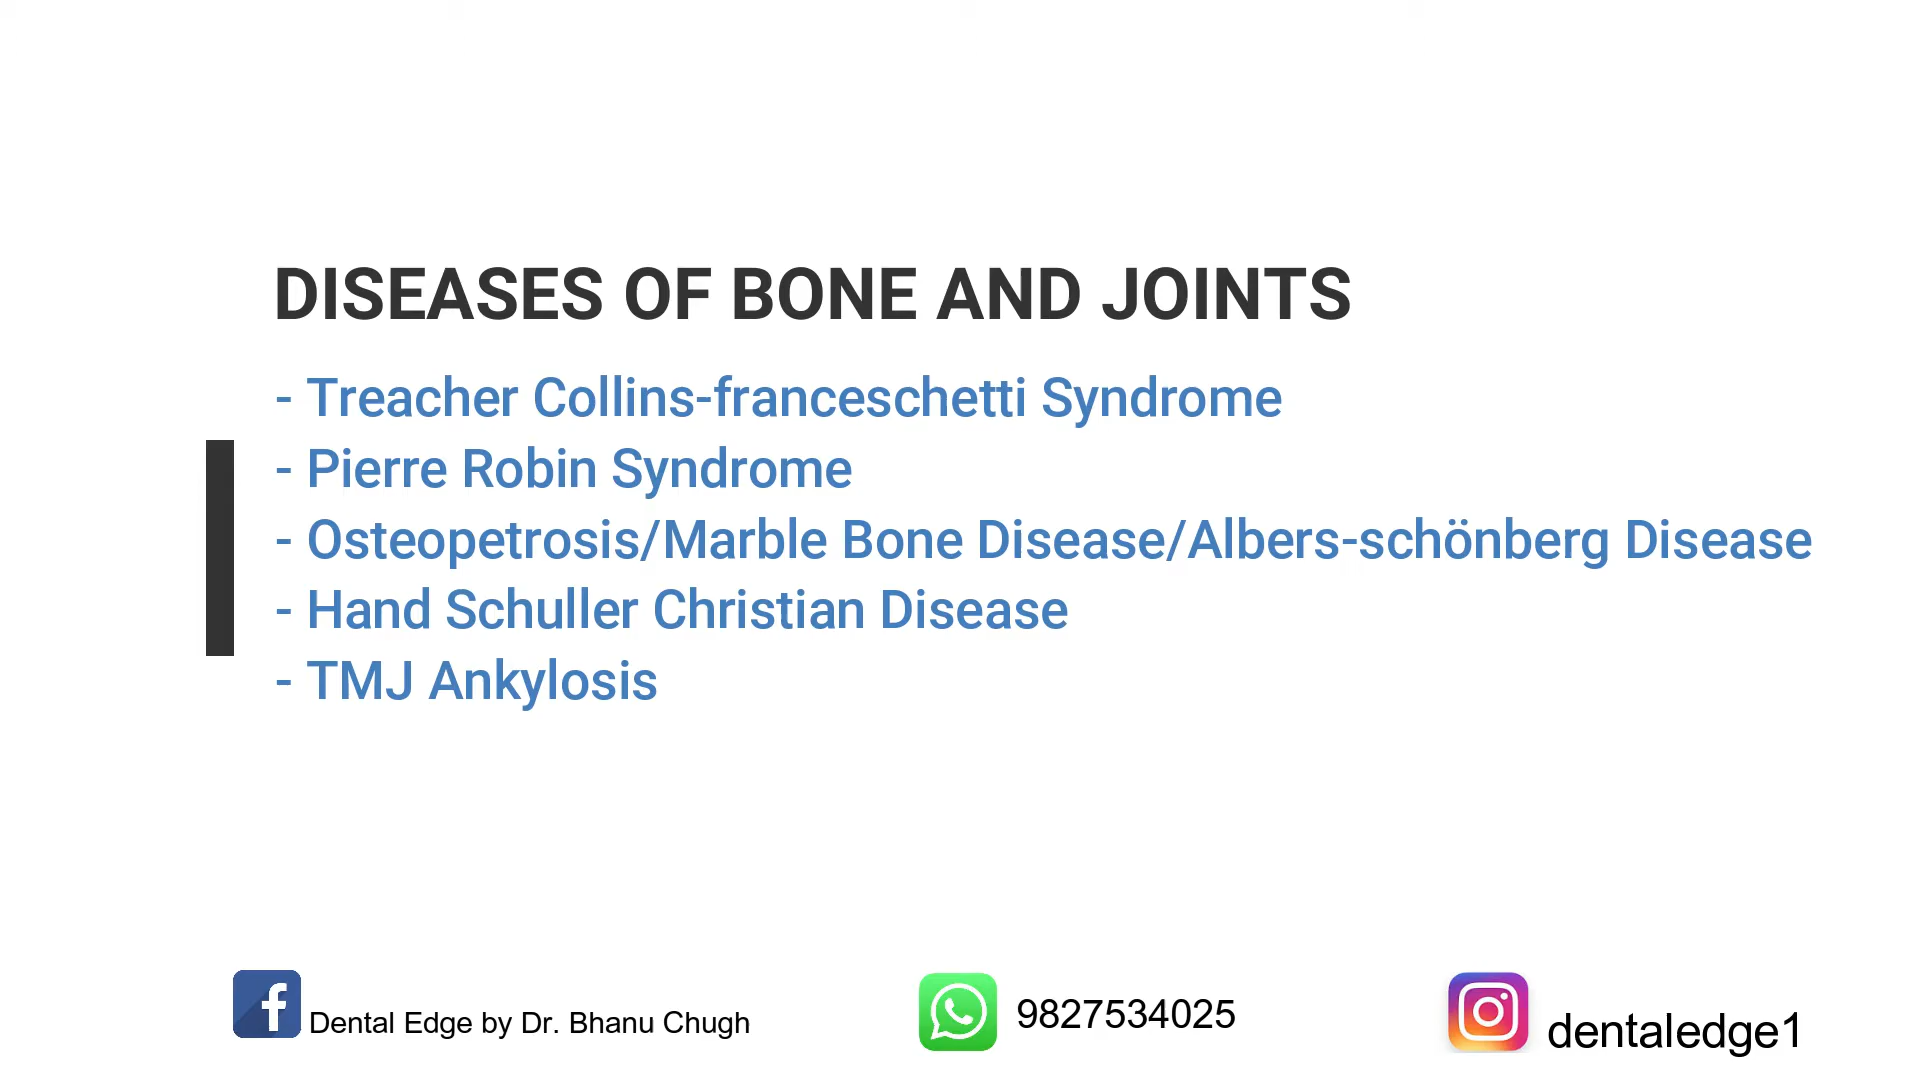 DISEASES OF BONE AND JOINTS
- Treacher Collins-franceschetti Syndrome
- Pierre Robin Syndrome
- Osteopetrosis/Marble Bone Disease/Albers-schönberg Disease
- Hand Schuller Christian Disease
- TMJ Ankylosis
Dental Edge by Dr. Bhanu Chugh
9827534025
dentaledge1